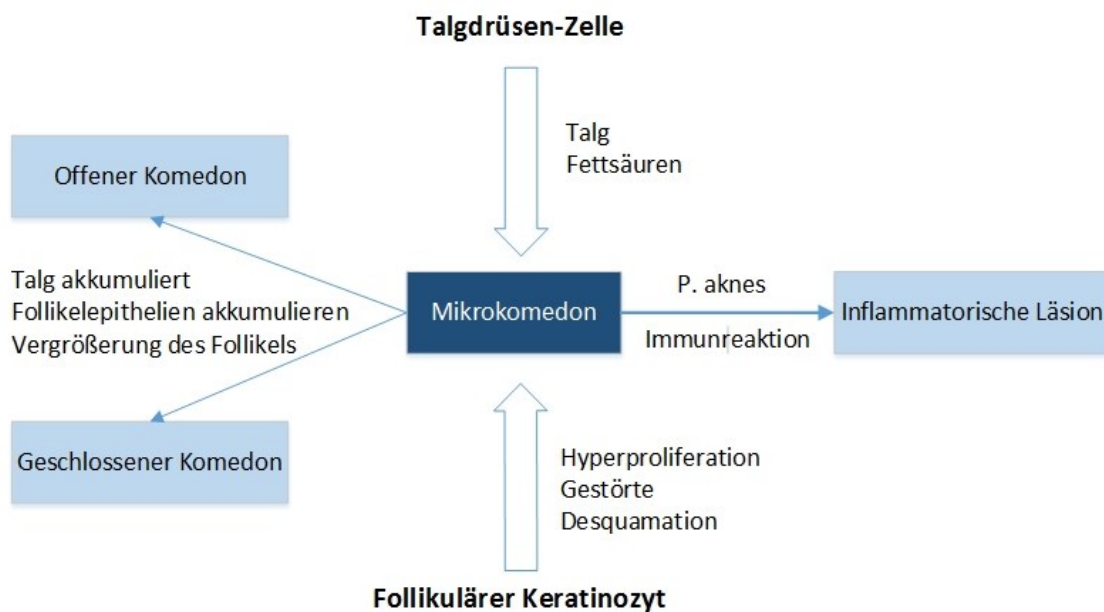 Talgdrüsen-Zelle
Talg
Fettsäuren
Offener Komedon
Talg akkumuliert
Follikelepithelien akkumulieren
Vergrößerung des Follikels
Mikrokomedon
P. aknes
Immunreaktion
Inflammatorische Läsion
Geschlossener Komedon
Hyperproliferation
Gestörte
Desquamation
Follikulärer Keratinozyt